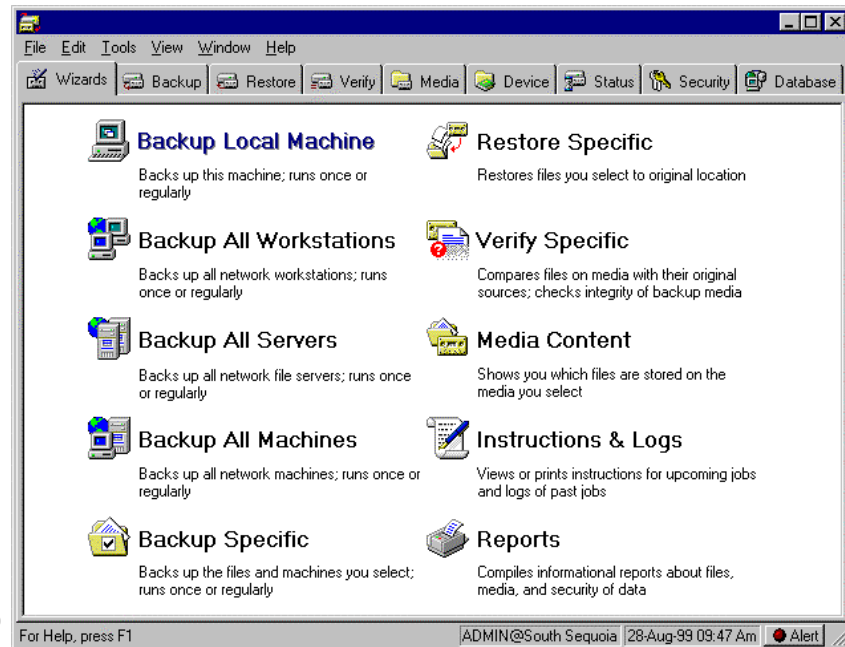 File Edit Tools View Window Help
Wizards Backup Restore Verify Media Device Status Security Database
Backup Local Machine
Backs up this machine; runs once or
regularly
Backup All Workstations
Backs up all network workstations; runs
once or regularly
Backup All Servers
Backs up all network file servers; runs once
or regularly
Backup All Machines
Backs up all network machines; runs once or
regularly
Backup Specific
Backs up the files and machines you select;
runs once or regularly
Restore Specific
Restores files you select to original location
Verify Specific
Compares files on media with their original
sources; checks integrity of backup media
Media Content
Shows you which files are stored on the
media you select
Instructions & Logs
Views or prints instructions for upcoming jobs
and logs of past jobs
Reports
Compiles informational reports about files,
media, and security of data
For Help, press F1 ADMIN@South Sequoia 28-Aug-99 09:47 Am Alert